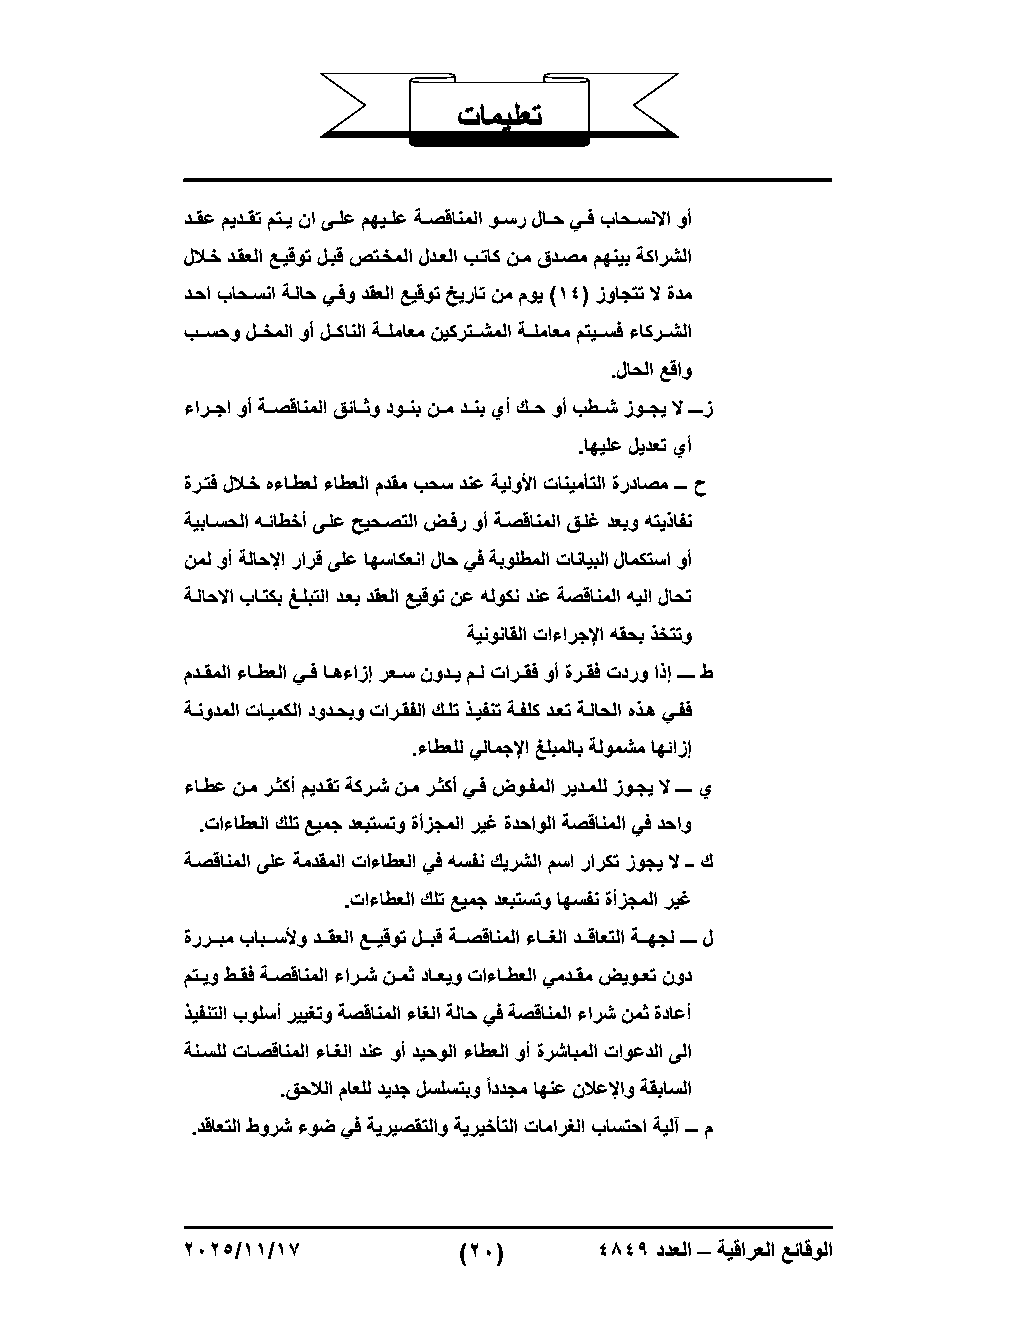 تعليمات
أو الانسحاب في حال رسو المناقصة عليهم على ان يتم تقديم عقد
الشراكة بينهم مصدق من كاتب العدل المختص قبل توقيع العقد خلال
مدة لا تتجاوز (١٤) يوم من تاريخ توقيع العقد وفي حالة انسحاب احد
الشركاء فسيتم معاملة المشتركين معاملة الناكل أو المخل وحسب
واقع الحال.
ز‌ــ لا يجوز شطب أو حك أي بند من بنود وثائق المناقصة أو اجراء
أي تعديل عليها.
ح ــ مصادرة التأمينات الأولية عند سحب مقدم العطاء لعطاءه خلال فترة
نفاذيته وبعد غلق المناقصة أو رفض التصحيح على أخطائه الحسابية
أو استكمال البيانات المطلوبة في حال انعكاسها على قرار الإحالة أو لمن
تحال اليه المناقصة عند نكوله عن توقيع العقد بعد التبلغ بكتاب الاحالة
وتتخذ بحقه الإجراءات القانونية
ط ــ إذا وردت فقرة أو فقرات لم يدون سعر إزاءها في العطاء المقدم
ففي هذه الحالة تعد كلفة تنفيذ تلك الفقرات وبحدود الكميات المدونة
إزائها مشمولة بالمبلغ الإجمالي للعطاء.
ي ــ لا يجوز للمدير المفوض في أكثر من شركة تقديم أكثر من عطاء
واحد في المناقصة الواحدة غير المجزأة وتستبعد جميع تلك العطاءات.
ك ــ لا يجوز تكرار اسم الشريك نفسه في العطاءات المقدمة على المناقصة
غير المجزأة نفسها وتستبعد جميع تلك العطاءات.
ل ــ لجهة التعاقد الغاء المناقصة قبل توقيع العقد ولأسباب مبررة
دون تعويض مقدمي العطاءات ويعاد ثمن شراء المناقصة فقط ويتم
أعادة ثمن شراء المناقصة في حالة الغاء المناقصة وتغيير أسلوب التنفيذ
الى الدعوات المباشرة أو العطاء الوحيد أو عند الغاء المناقصات للسنة
السابقة والإعلان عنها مجدداً وبتسلسل جديد للعام اللاحق.
م ــ آلية احتساب الغرامات التأخيرية والتقصيرية في ضوء شروط التعاقد.
الوقائع العراقية – العدد ٤٨٤٩ (٢٠) ٢٠٢٥/١١/١٧